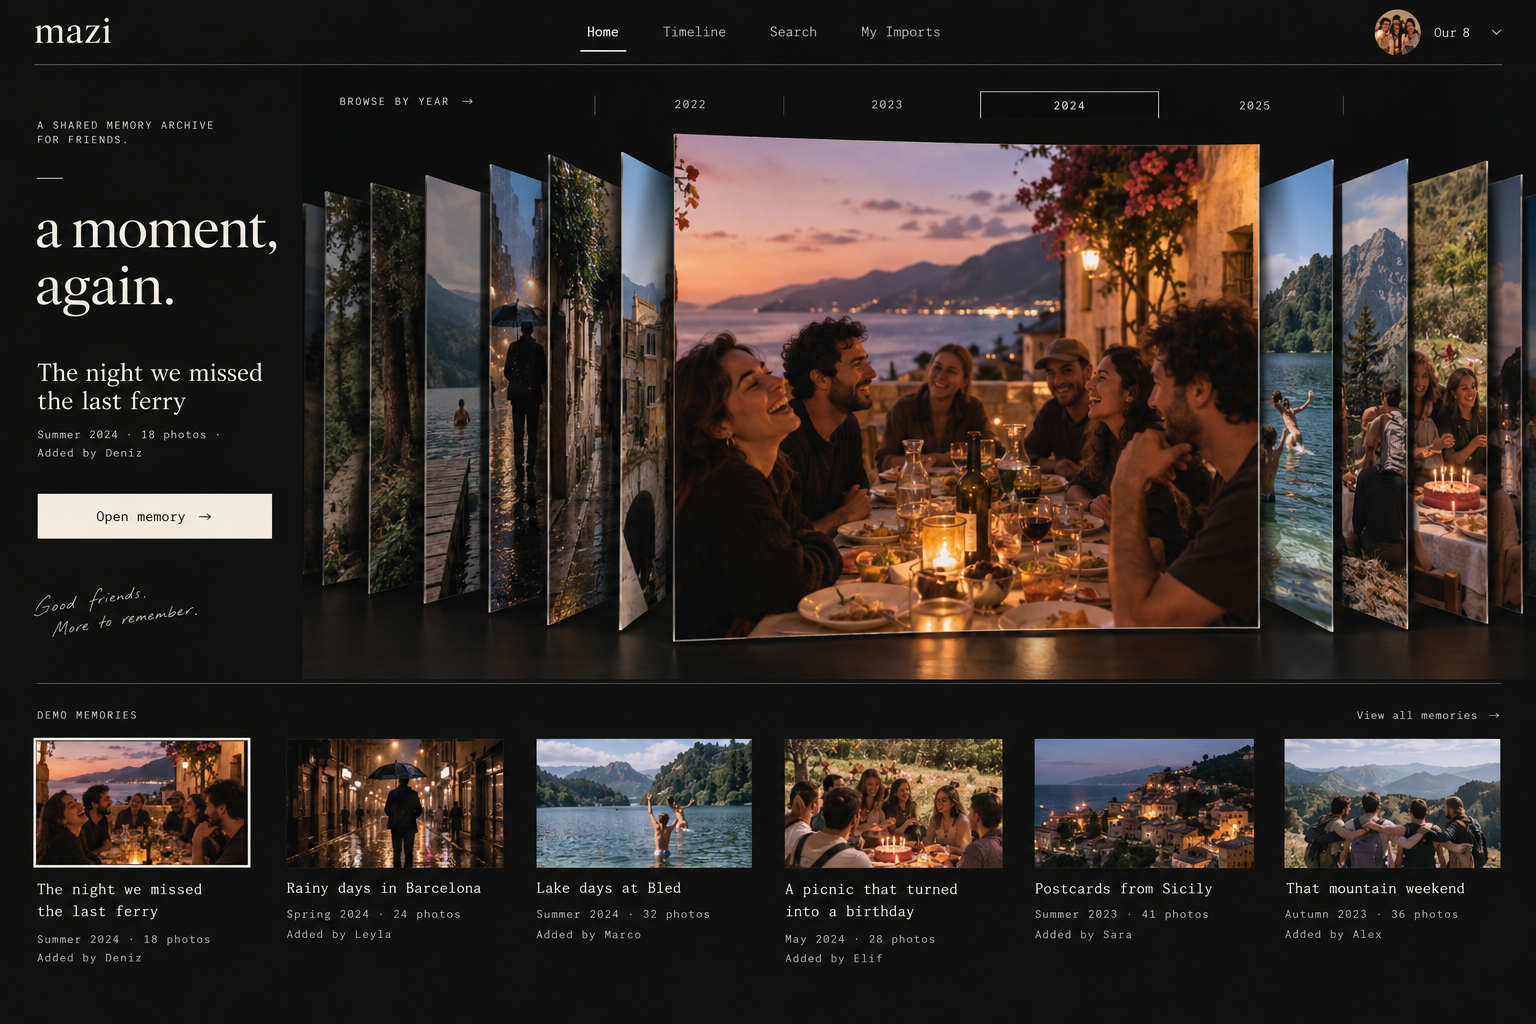 mazi
Home
Timeline
Search
My Imports
Our 8
A SHARED MEMORY ARCHIVE
FOR FRIENDS.
a moment,
again.
The night we missed
the last ferry
Summer 2024 · 18 photos ·
Added by Deniz
Open memory →
Good friends.
More to remember.
BROWSE BY YEAR →
2022
2023
2024
2025
DEMO MEMORIES
View all memories →
The night we missed
the last ferry
Summer 2024 · 18 photos
Added by Deniz
Rainy days in Barcelona
Spring 2024 · 24 photos
Added by Leyla
Lake days at Bled
Summer 2024 · 32 photos
Added by Marco
A picnic that turned
into a birthday
May 2024 · 28 photos
Added by Elif
Postcards from Sicily
Summer 2023 · 41 photos
Added by Sara
That mountain weekend
Autumn 2023 · 36 photos
Added by Alex